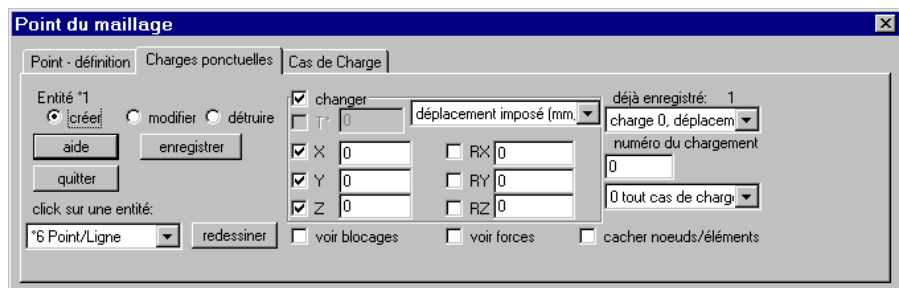 Point du maillage
Point - définition Charges ponctuelles Cas de Charge
Entité *1
créer modifier détruire
aide enregistrer
quitter
click sur une entité:
*6 Point/Ligne redessiner
changer
T° 0 déplacement imposé (mm,
X 0 RX 0
Y 0 RY 0
Z 0 RZ 0
voir blocages voir forces cacher noeuds/éléments
déjà enregistré: 1
charge 0, déplacem
numéro du chargement
0
0 tout cas de charg